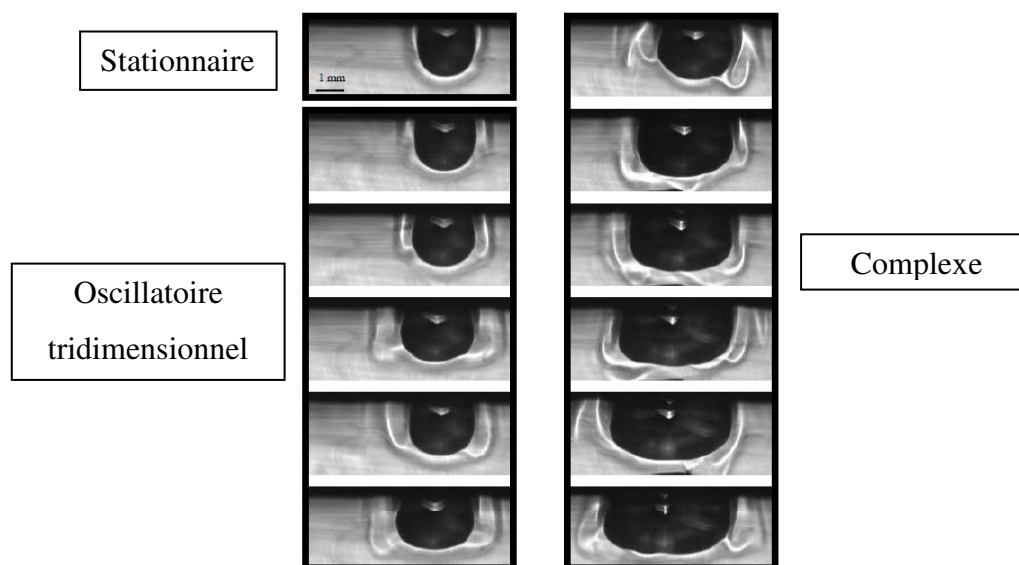 Stationnaire
1 mm
Oscillatoire
tridimensionnel
Complexe